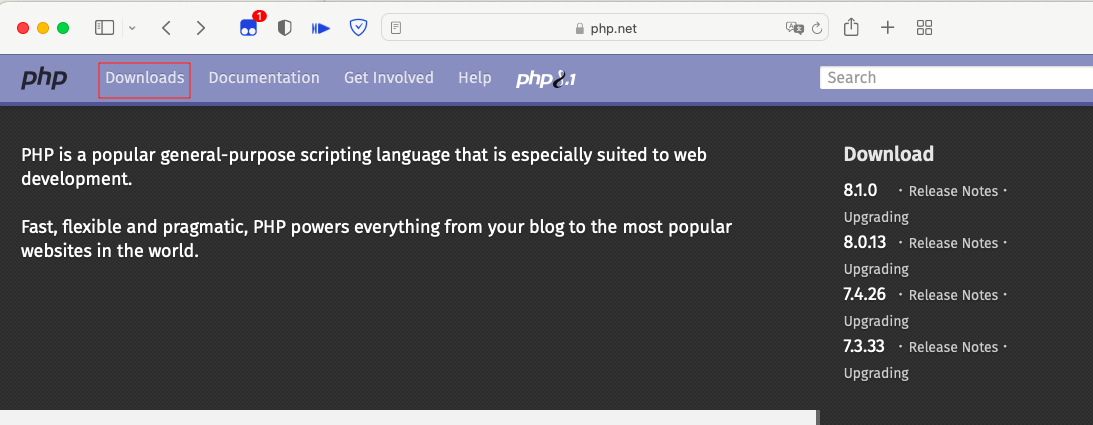 1
php.net
php
Downloads
Documentation
Get Involved
Help
php8.1
Search
PHP is a popular general-purpose scripting language that is especially suited to web
development.
Fast, flexible and pragmatic, PHP powers everything from your blog to the most popular
websites in the world.
Download
8.1.0 · Release Notes ·
Upgrading
8.0.13 · Release Notes ·
Upgrading
7.4.26 · Release Notes ·
Upgrading
7.3.33 · Release Notes ·
Upgrading